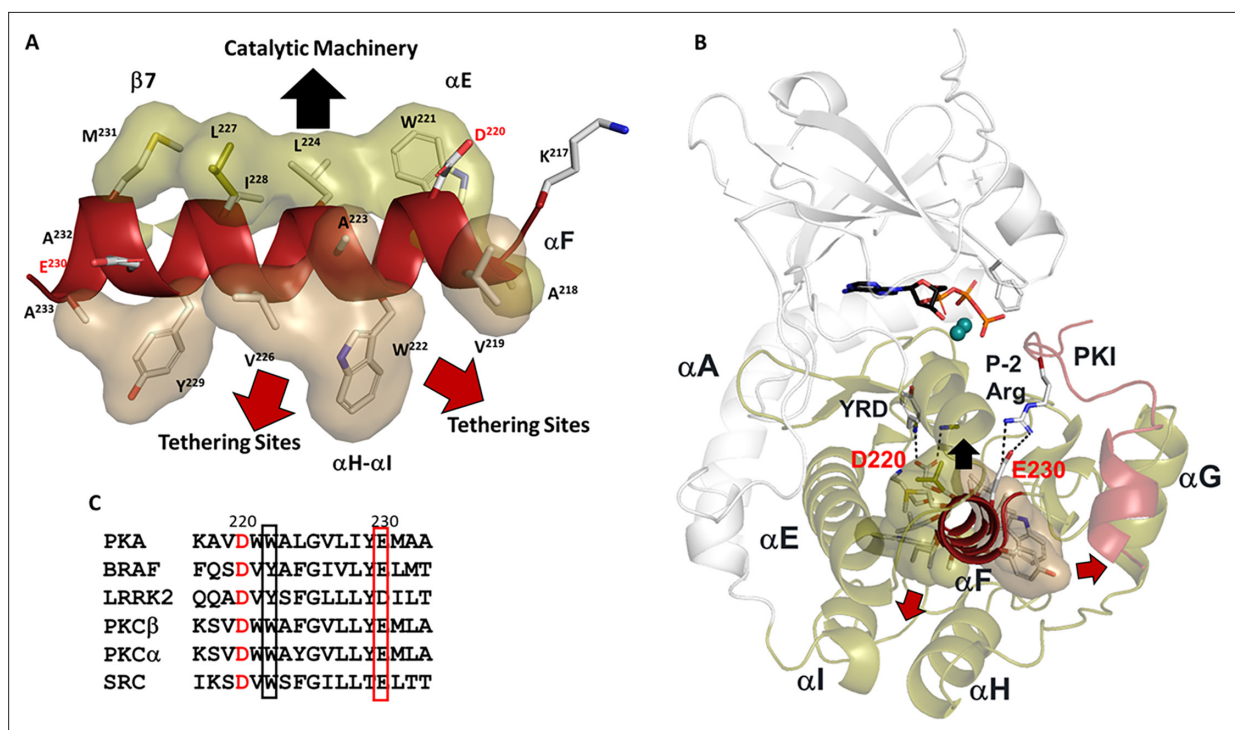 A
Catalytic Machinery
β7
αE
M²³¹
L²²⁷
L²²⁴
W²²¹
D²²⁰
K²¹⁷
I²²⁸
A²²³
αF
A²³²
E²³⁰
A²¹⁸
A²³³
Y²²⁹
V²²⁶
W²²²
V²¹⁹
Tethering Sites
Tethering Sites
αH-αI
B
αA
YRD
P-2
Arg
PKI
D220
E230
αG
αE
αF
αI
αH
C
220 230
PKA KAVDWWALGVLIYEMAA
BRAF FQSDVYAFGIVLYELMT
LRRK2 QQADVYSFGLLLYDILT
PKCβ KSVDWWAFGVLLYEMLA
PKCα KSVDWWAYGVLLYEMLA
SRC IKSDVWSFGILLTELTT